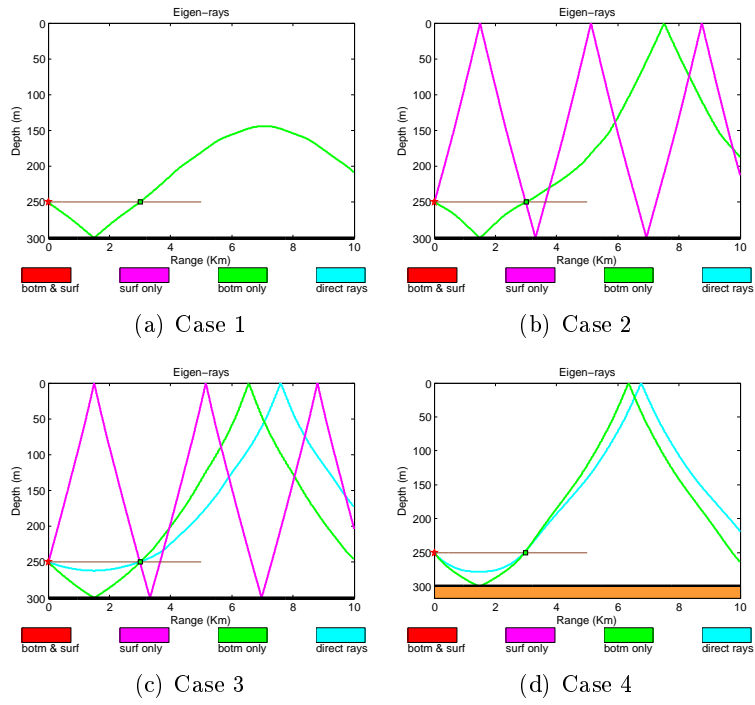 Eigen-rays
0
50
100
150
200
250
300
Depth (m)
0 2 4 6 8 10
Range (Km)
botm & surf surf only botm only direct rays
(a) Case 1
Eigen-rays
0
50
100
150
200
250
300
Depth (m)
0 2 4 6 8 10
Range (Km)
botm & surf surf only botm only direct rays
(b) Case 2
Eigen-rays
0
50
100
150
200
250
300
Depth (m)
0 2 4 6 8 10
Range (Km)
botm & surf surf only botm only direct rays
(c) Case 3
Eigen-rays
0
50
100
150
200
250
300
Depth (m)
0 2 4 6 8 10
Range (Km)
botm & surf surf only botm only direct rays
(d) Case 4